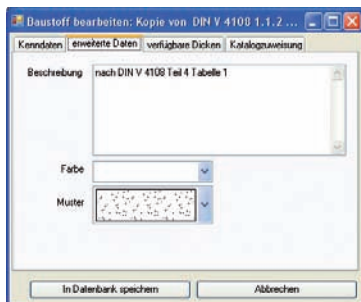 Baustoff bearbeiten: Kopie von DIN V 4108 1.1.2 ...
Kenndaten erweiterte Daten verfügbare Dicken Katalogzuweisung
Beschreibung nach DIN V 4108 Teil 4 Tabelle 1
Farbe
Muster
In Datenbank speichern Abbrechen